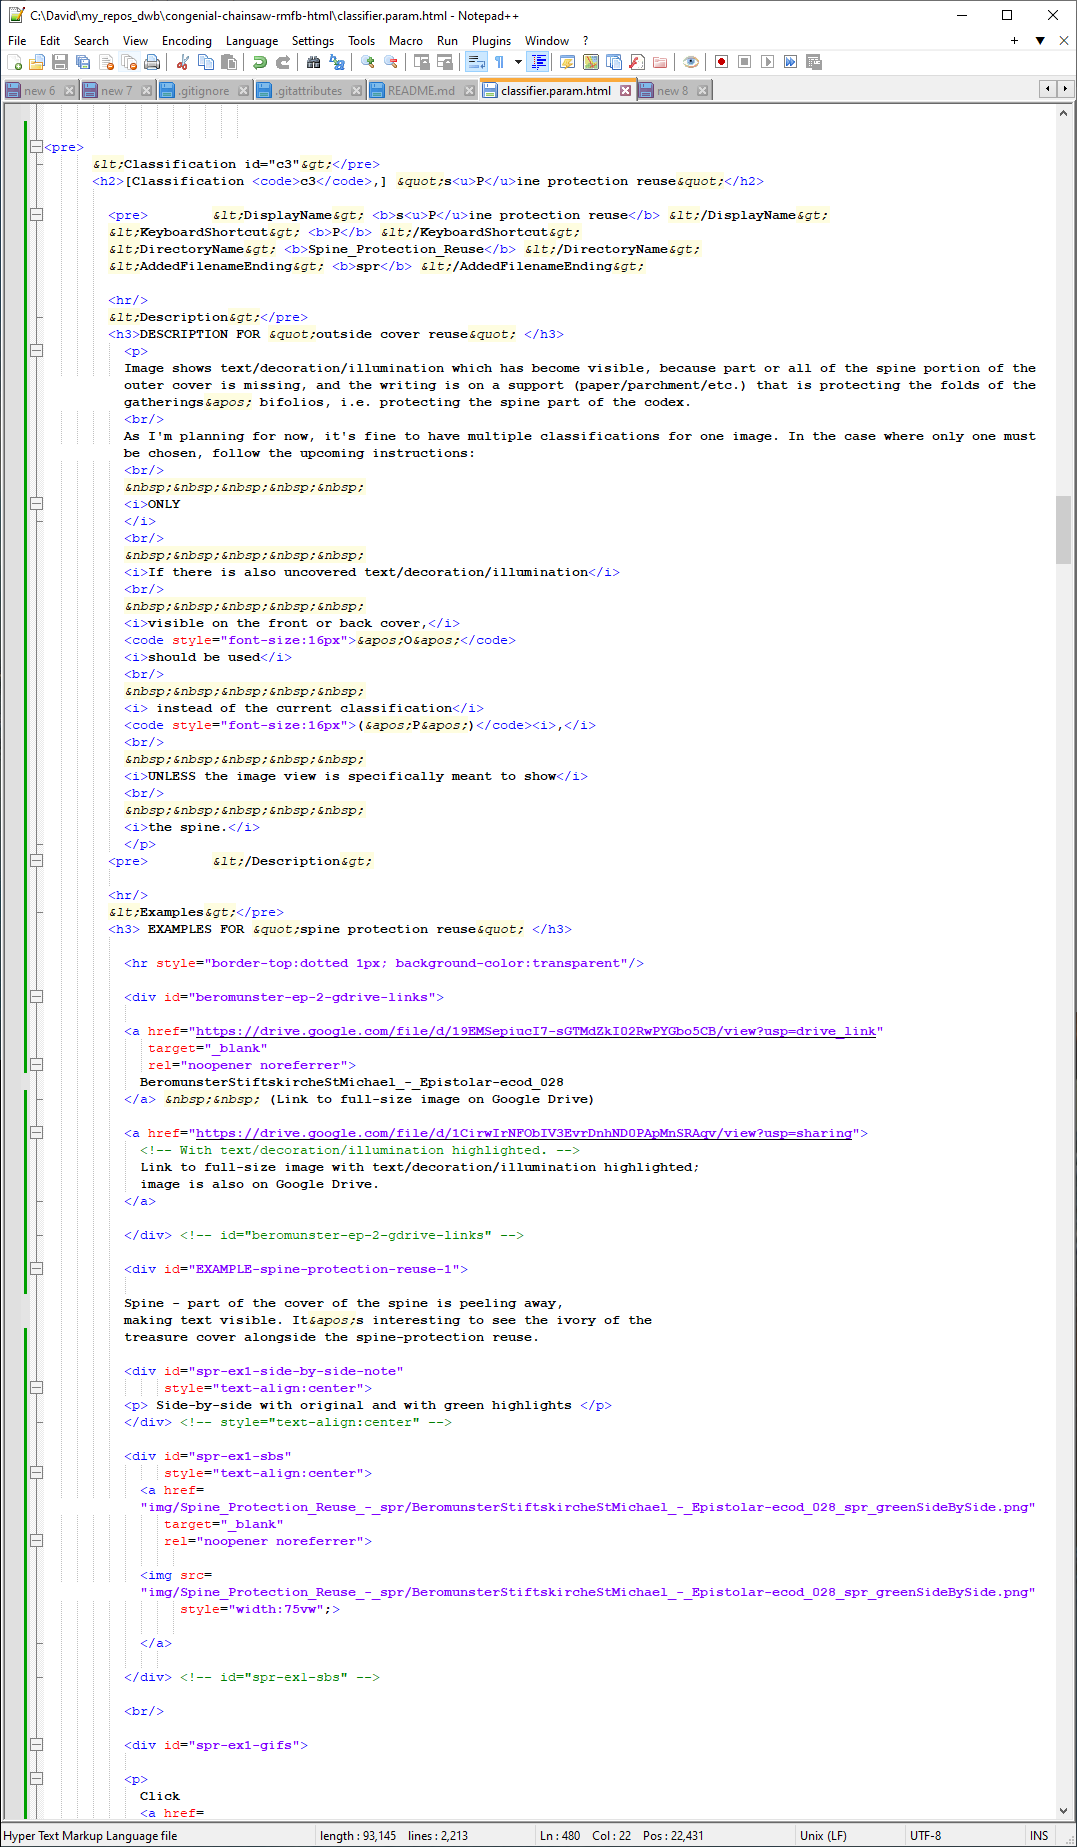 C:\David\my_repos_dwb\congenial-chainsaw-rmfb-html\classifier.param.html - Notepad++
File Edit Search View Encoding Language Settings Tools Macro Run Plugins Window ?
new 6 new 7 .gitignore .gitattributes README.md classifier.param.html new 8
<pre>
&lt;Classification id="c3"&gt;</pre>
<h2>[Classification <code>c3</code>,] &quot;s<u>P</u>ine protection reuse&quot;</h2>
<pre> &lt;DisplayName&gt; <b>s<u>P</u>ine protection reuse</b> &lt;/DisplayName&gt;
&lt;KeyboardShortcut&gt; <b>P</b> &lt;/KeyboardShortcut&gt;
&lt;DirectoryName&gt; <b>Spine_Protection_Reuse</b> &lt;/DirectoryName&gt;
&lt;AddedFilenameEnding&gt; <b>spr</b> &lt;/AddedFilenameEnding&gt;
<hr/>
&lt;Description&gt;</pre>
<h3>DESCRIPTION FOR &quot;outside cover reuse&quot; </h3>
<p>
Image shows text/decoration/illumination which has become visible, because part or all of the spine portion of the
outer cover is missing, and the writing is on a support (paper/parchment/etc.) that is protecting the folds of the
gatherings&apos; bifolios, i.e. protecting the spine part of the codex.
<br/>
As I'm planning for now, it's fine to have multiple classifications for one image. In the case where only one must
be chosen, follow the upcoming instructions:
<br/>
&nbsp;&nbsp;&nbsp;&nbsp;&nbsp;
<i>ONLY
</i>
<br/>
&nbsp;&nbsp;&nbsp;&nbsp;&nbsp;
<i>If there is also uncovered text/decoration/illumination</i>
<br/>
&nbsp;&nbsp;&nbsp;&nbsp;&nbsp;
<i>visible on the front or back cover,</i>
<code style="font-size:16px">&apos;O&apos;</code>
<i>should be used</i>
<br/>
&nbsp;&nbsp;&nbsp;&nbsp;&nbsp;
<i> instead of the current classification</i>
<code style="font-size:16px">(&apos;P&apos;)</code><i>,</i>
<br/>
&nbsp;&nbsp;&nbsp;&nbsp;&nbsp;
<i>UNLESS the image view is specifically meant to show</i>
<br/>
&nbsp;&nbsp;&nbsp;&nbsp;&nbsp;
<i>the spine.</i>
</p>
<pre> &lt;/Description&gt;
<hr/>
&lt;Examples&gt;</pre>
<h3> EXAMPLES FOR &quot;spine protection reuse&quot; </h3>
<hr style="border-top:dotted 1px; background-color:transparent"/>
<div id="beromunster-ep-2-gdrive-links">
<a href="https://drive.google.com/file/d/19EMSepiucI7-sGTMdZkI02RwPYGbo5CB/view?usp=drive_link"
target="_blank"
rel="noopener noreferrer">
BeromunsterStiftskircheStMichael_-_Epistolar-ecod_028
</a> &nbsp;&nbsp; (Link to full-size image on Google Drive)
<a href="https://drive.google.com/file/d/1CirwIrNFObIV3EvrDnhND0PApMnSRAqv/view?usp=sharing">
<!-- With text/decoration/illumination highlighted. -->
Link to full-size image with text/decoration/illumination highlighted;
image is also on Google Drive.
</a>
</div> <!-- id="beromunster-ep-2-gdrive-links" -->
<div id="EXAMPLE-spine-protection-reuse-1">
Spine - part of the cover of the spine is peeling away,
making text visible. It&apos;s interesting to see the ivory of the
treasure cover alongside the spine-protection reuse.
<div id="spr-ex1-side-by-side-note"
style="text-align:center">
<p> Side-by-side with original and with green highlights </p>
</div> <!-- style="text-align:center" -->
<div id="spr-ex1-sbs"
style="text-align:center">
<a href=
"img/Spine_Protection_Reuse_-_spr/BeromunsterStiftskircheStMichael_-_Epistolar-ecod_028_spr_greenSideBySide.png"
target="_blank"
rel="noopener noreferrer">
<img src=
"img/Spine_Protection_Reuse_-_spr/BeromunsterStiftskircheStMichael_-_Epistolar-ecod_028_spr_greenSideBySide.png"
style="width:75vw";>
</a>
</div> <!-- id="spr-ex1-sbs" -->
<br/>
<div id="spr-ex1-gifs">
<p>
Click
<a href=
Hyper Text Markup Language file length : 93,145 lines : 2,213 Ln : 480 Col : 22 Pos : 22,431 Unix (LF) UTF-8 INS